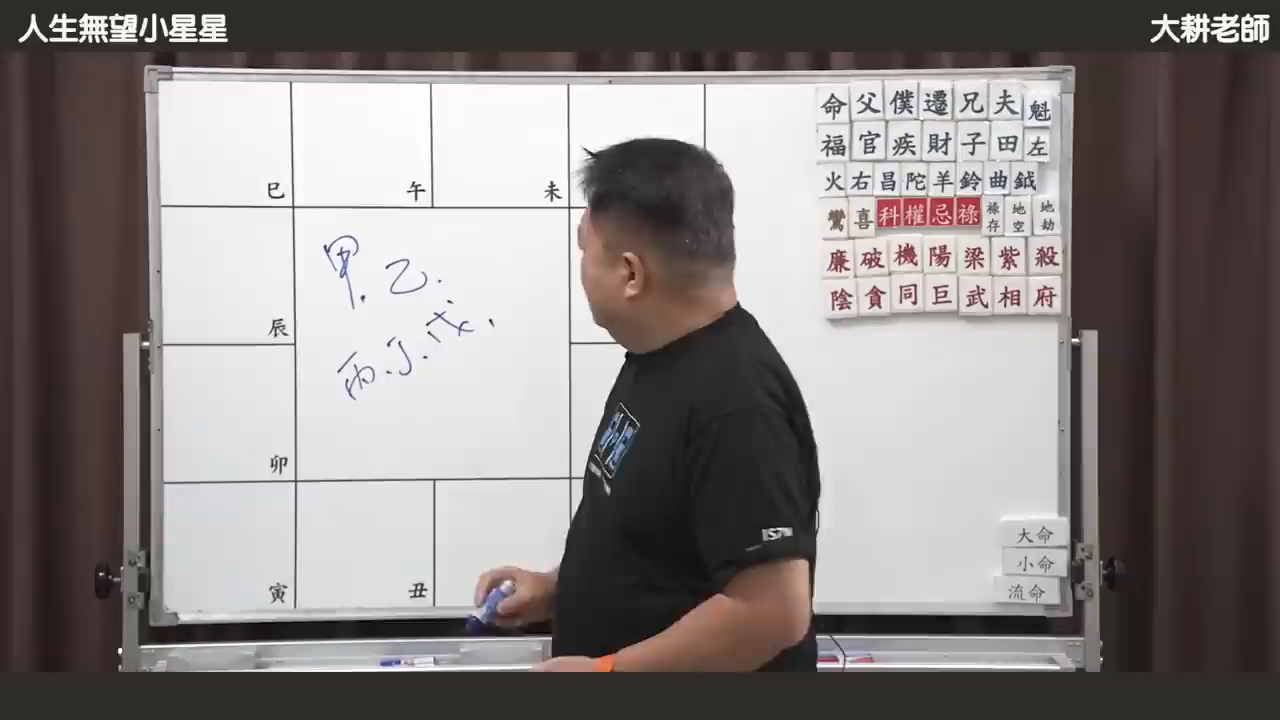 人生無望小星星
大耕老師
命父僕遷兄夫魁
福官疾財子田左
火右昌陀羊鈴曲鉞
鸞喜科權忌祿祿存地空地劫
廉破機陽梁紫殺
陰貪同巨武相府
巳
午
未
甲.乙.
丙.丁.戊.
辰
卯
寅
丑
大命
小命
流命